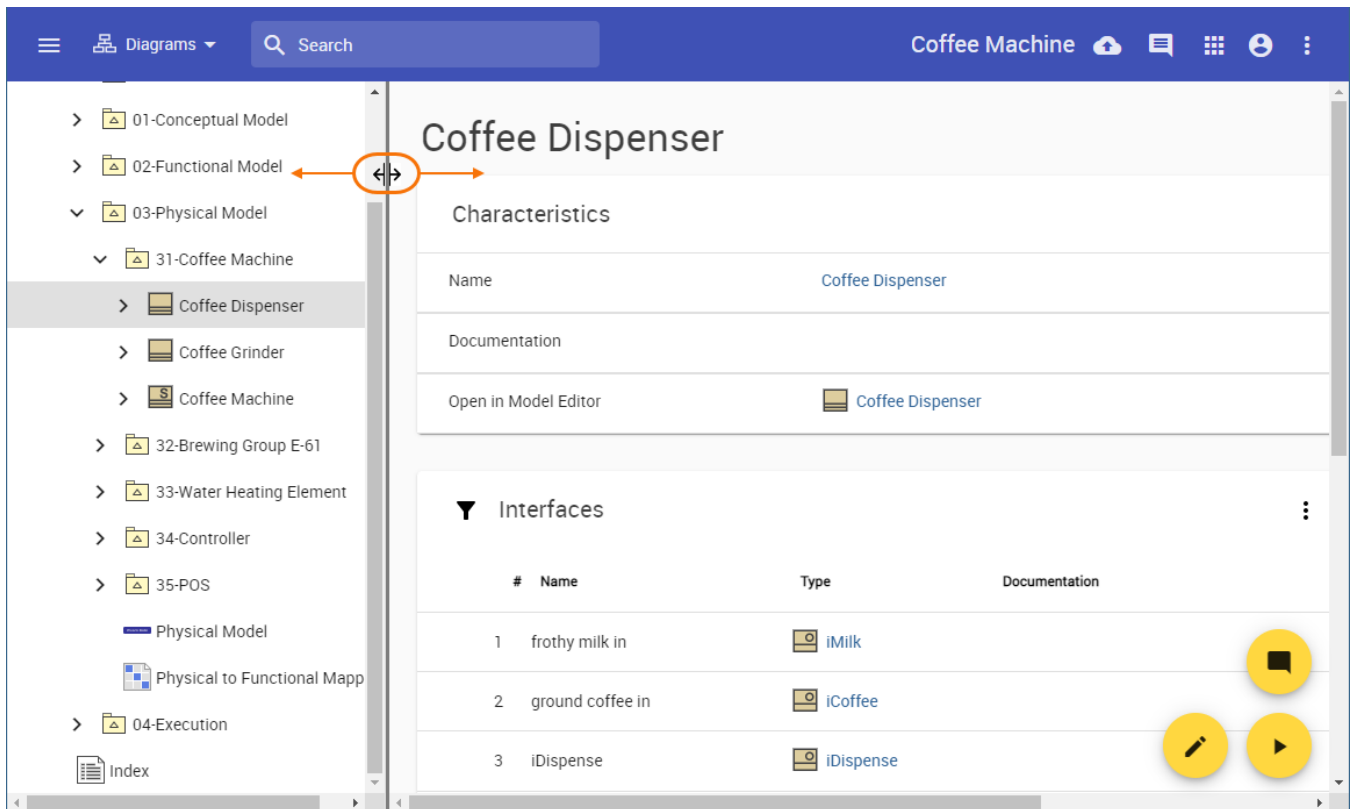 Diagrams
Search
Coffee Machine
01-Conceptual Model
02-Functional Model
03-Physical Model
31-Coffee Machine
Coffee Dispenser
Coffee Grinder
S Coffee Machine
32-Brewing Group E-61
33-Water Heating Element
34-Controller
35-POS
Physical Model
Physical to Functional Mapp
04-Execution
Index
Coffee Dispenser
Characteristics
Name Coffee Dispenser
Documentation
Open in Model Editor Coffee Dispenser
Interfaces
# Name Type Documentation
1 frothy milk in iMilk
2 ground coffee in iCoffee
3 iDispense iDispense